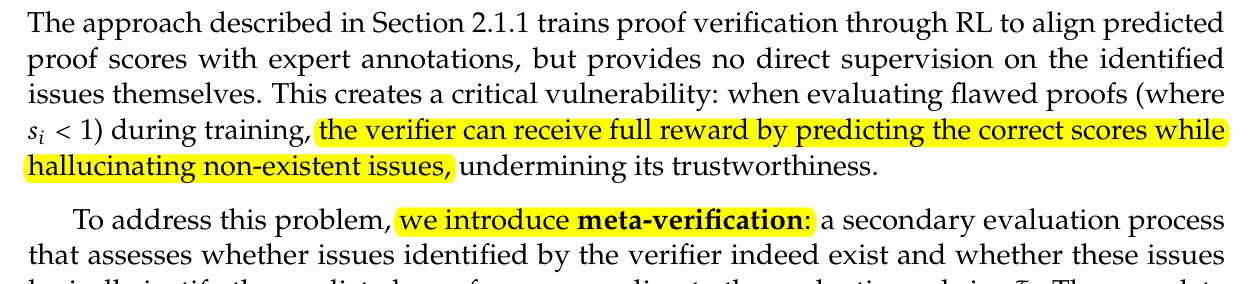 The approach described in Section 2.1.1 trains proof verification through RL to align predicted
proof scores with expert annotations, but provides no direct supervision on the identified
issues themselves. This creates a critical vulnerability: when evaluating flawed proofs (where
sᵢ < 1) during training, the verifier can receive full reward by predicting the correct scores while
hallucinating non-existent issues, undermining its trustworthiness.
To address this problem, we introduce meta-verification: a secondary evaluation process
that assesses whether issues identified by the verifier indeed exist and whether these issues